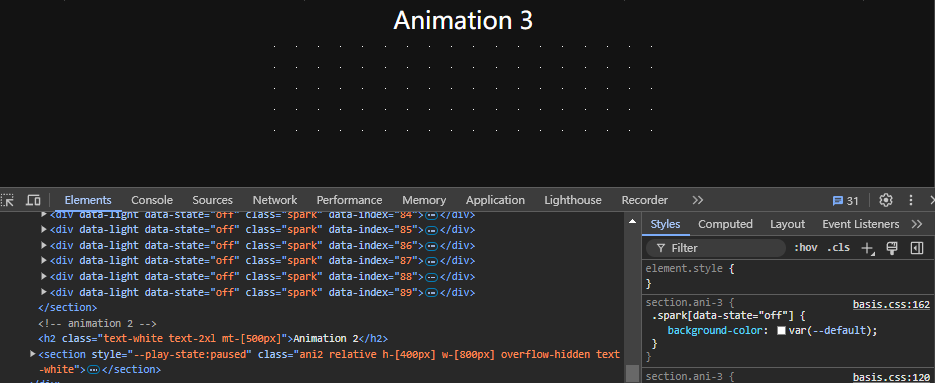 Animation 3
Elements Console Sources Network Performance Memory Application Lighthouse Recorder 31
<div data-light data-state="off" class="spark" data-index="84"></div>
<div data-light data-state="off" class="spark" data-index="85"></div>
<div data-light data-state="off" class="spark" data-index="86"></div>
<div data-light data-state="off" class="spark" data-index="87"></div>
<div data-light data-state="off" class="spark" data-index="88"></div>
<div data-light data-state="off" class="spark" data-index="89"></div>
</section>
<!-- animation 2 -->
<h2 class="text-white text-2xl mt-[500px]">Animation 2</h2>
<section style="--play-state:paused" class="ani2 relative h-[400px] w-[800px] overflow-hidden text
-white"></section>
</div>
Styles Computed Layout Event Listeners
Filter :hov .cls
element.style {
}
section.ani-3 { basis.css:162
.spark[data-state="off"] {
background-color: var(--default);
}
}
section.ani-3 { basis.css:120